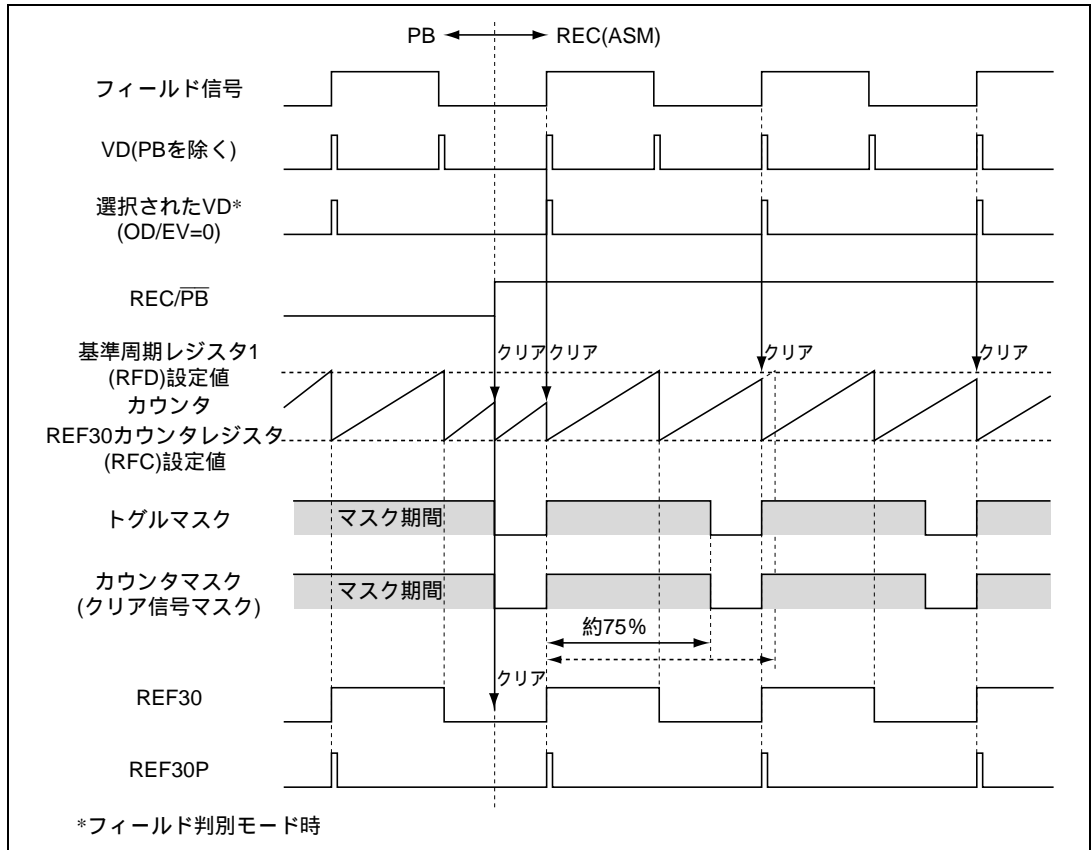 PB REC(ASM)
フィールド信号
VD(PBを除く)
選択されたVD*
(OD/EV=0)
REC/PB
基準周期レジスタ1
(RFD)設定値
クリア クリア クリア クリア
カウンタ
REF30カウンタレジスタ
(RFC)設定値
トグルマスク
マスク期間
カウンタマスク
(クリア信号マスク)
マスク期間
約75%
クリア
REF30
REF30P
*フィールド判別モード時